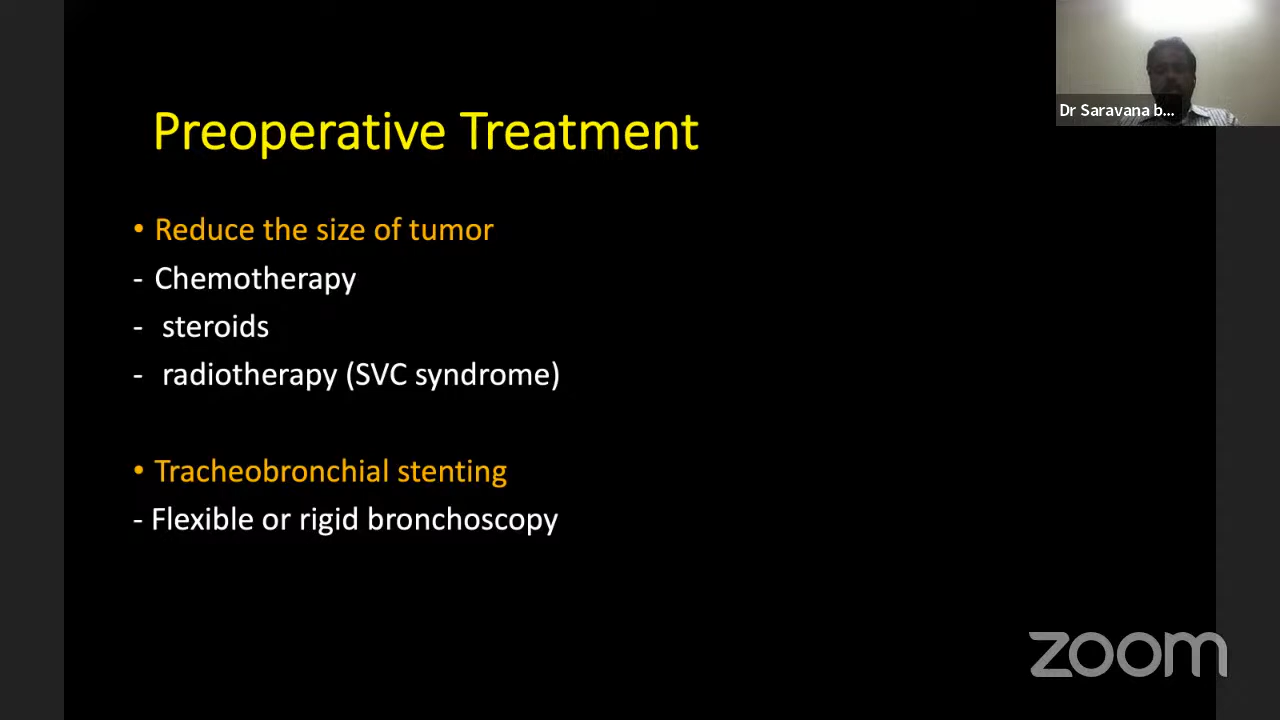 Dr Saravana b...
Preoperative Treatment
• Reduce the size of tumor
- Chemotherapy
- steroids
- radiotherapy (SVC syndrome)
• Tracheobronchial stenting
- Flexible or rigid bronchoscopy
zoom